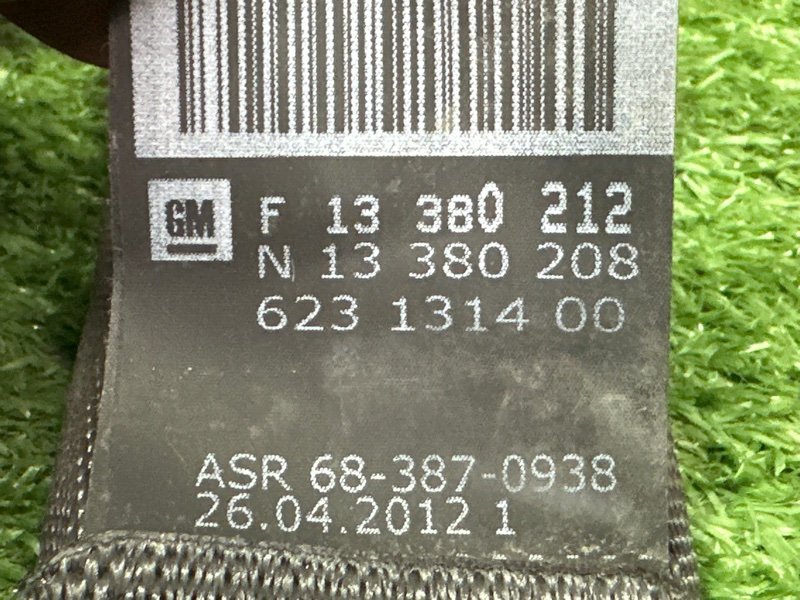 GM F 13 380 212
N 13 380 208
623 1314 00
ASR 68-387-0938
26.04.2012 1